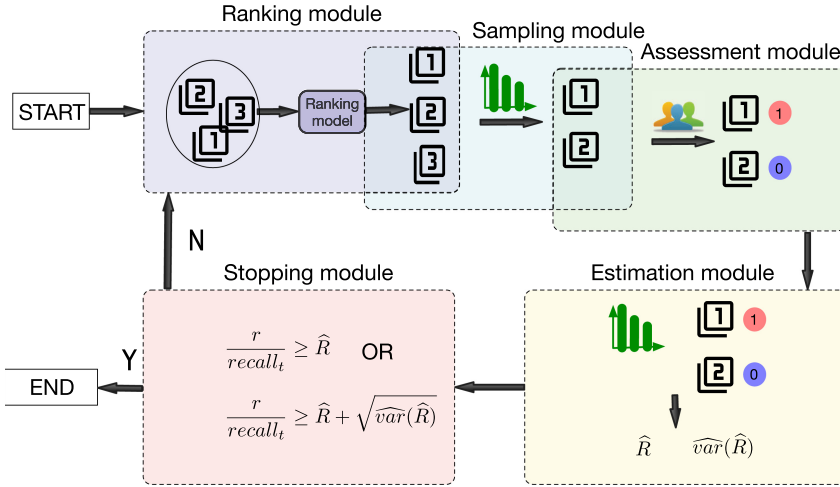 Ranking module
Sampling module
Assessment module
START
2
3
1
Ranking
model
1
2
3
1
2
1 1
2 0
N
Stopping module
Estimation module
r / recall_t ≥ R̂ OR
r / recall_t ≥ R̂ + √(v̂ar(R̂))
1 1
2 0
R̂ v̂ar(R̂)
Y
END